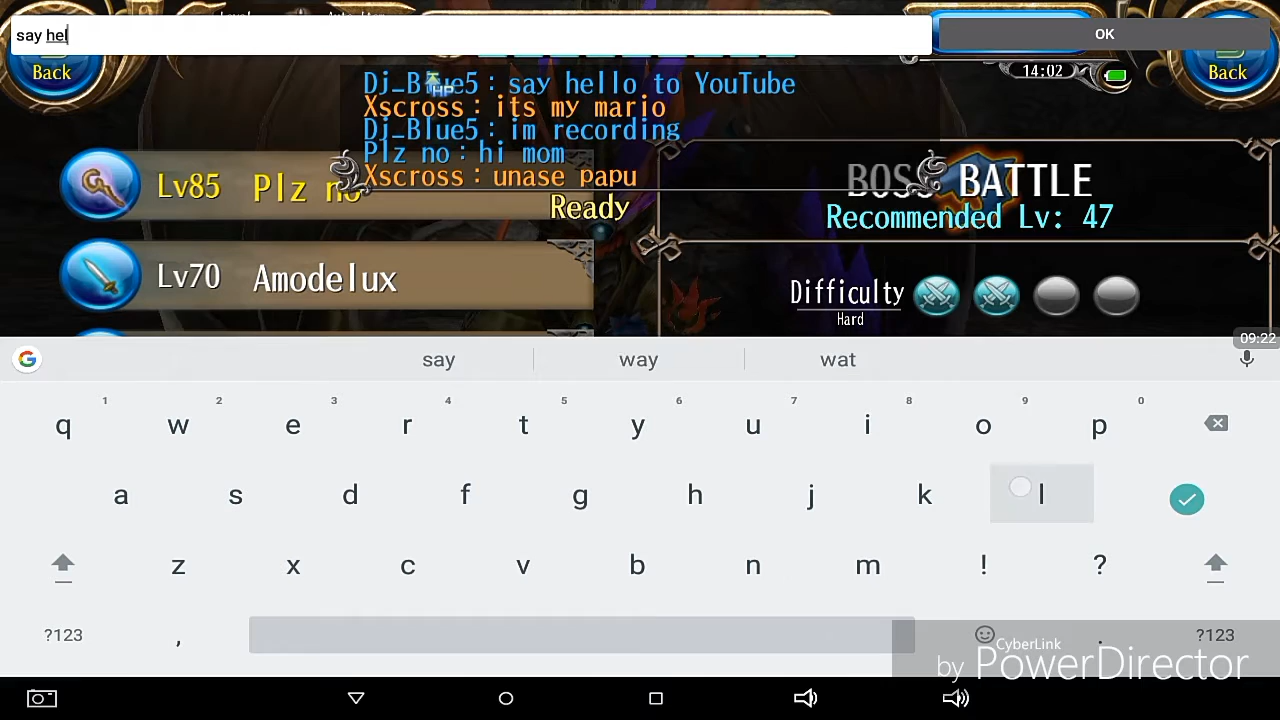 say hel
OK
Back
14:02
Back
Dj_Blue5 : say hello to YouTube
Xscross : its my mario
Dj_Blue5 : im recording
Plz no : hi mom
Xscross : unase papu
Lv85 Plz no
Ready
BOSS BATTLE
Recommended Lv: 47
Lv70 Amodelux
Difficulty
Hard
09:22
say way wat
1 2 3 4 5 6 7 8 9 0
q w e r t y u i o p
a s d f g h j k l
z x c v b n m ! ?
?123 , . ?123
CyberLink
by PowerDirector